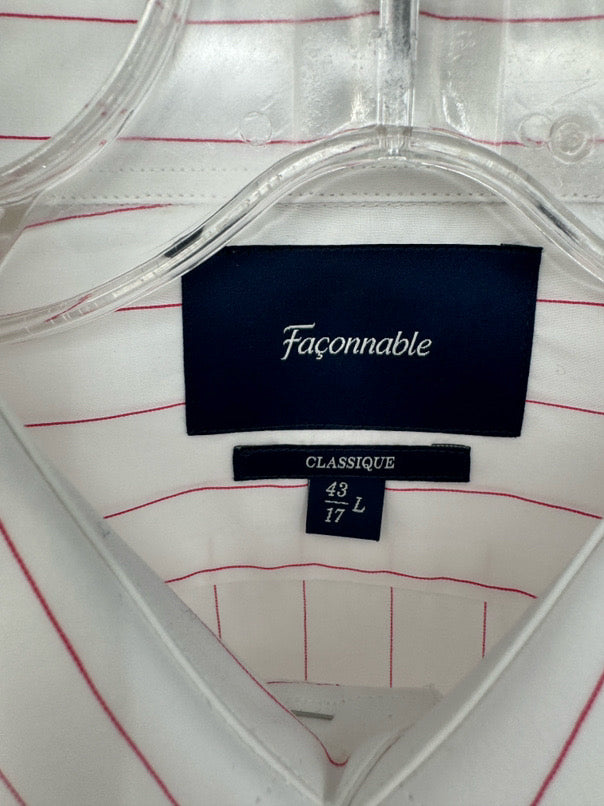 Façonnable
CLASSIQUE
43
17 L